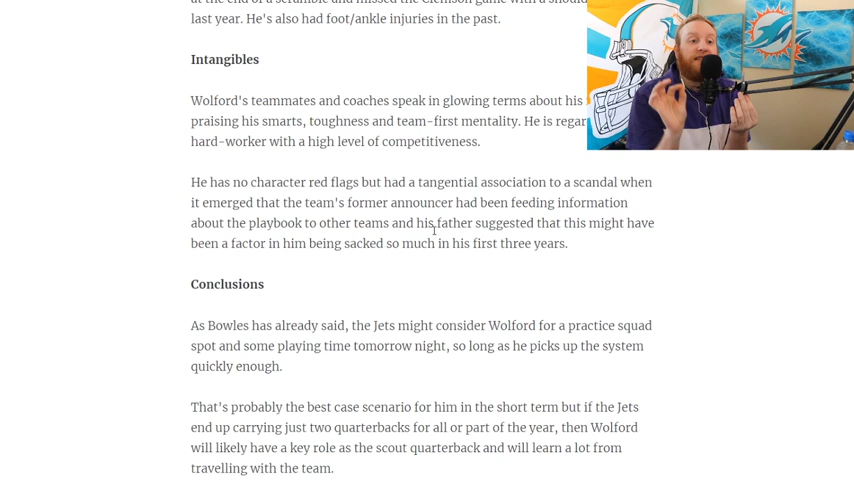 at the end of a scramble and missed the Clemson game with a
last year. He's also had foot/ankle injuries in the past.
Intangibles
Wolford's teammates and coaches speak in glowing terms about his
praising his smarts, toughness and team-first mentality. He is
hard-worker with a high level of competitiveness.
He has no character red flags but had a tangential association to a scandal when
it emerged that the team's former announcer had been feeding information
about the playbook to other teams and his father suggested that this might have
been a factor in him being sacked so much in his first three years.
Conclusions
As Bowles has already said, the Jets might consider Wolford for a practice squad
spot and some playing time tomorrow night, so long as he picks up the system
quickly enough.
That's probably the best case scenario for him in the short term but if the Jets
end up carrying just two quarterbacks for all or part of the year, then Wolford
will likely have a key role as the scout quarterback and will learn a lot from
travelling with the team.